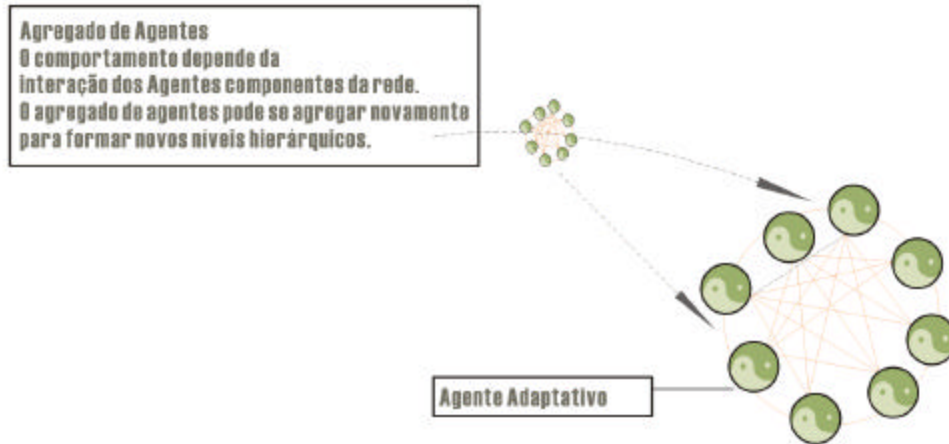 Agregado de Agentes
O comportamento depende da
interação dos Agentes componentes da rede.
O agregado de agentes pode se agregar novamente
para formar novos níveis hierárquicos.
Agente Adaptativo